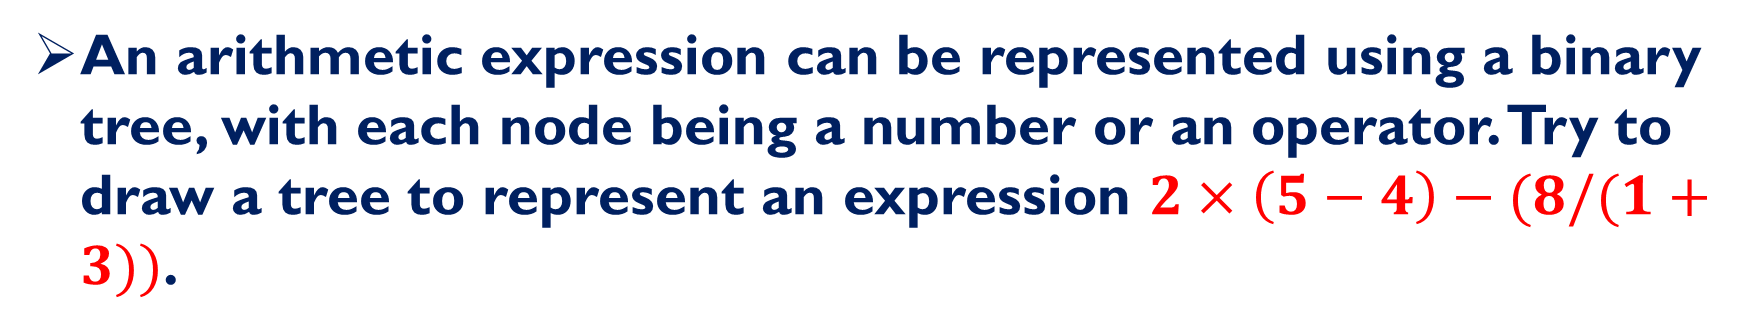 ➢An arithmetic expression can be represented using a binary
tree, with each node being a number or an operator. Try to
draw a tree to represent an expression 2 × (5 − 4) − (8/(1 +
3)).